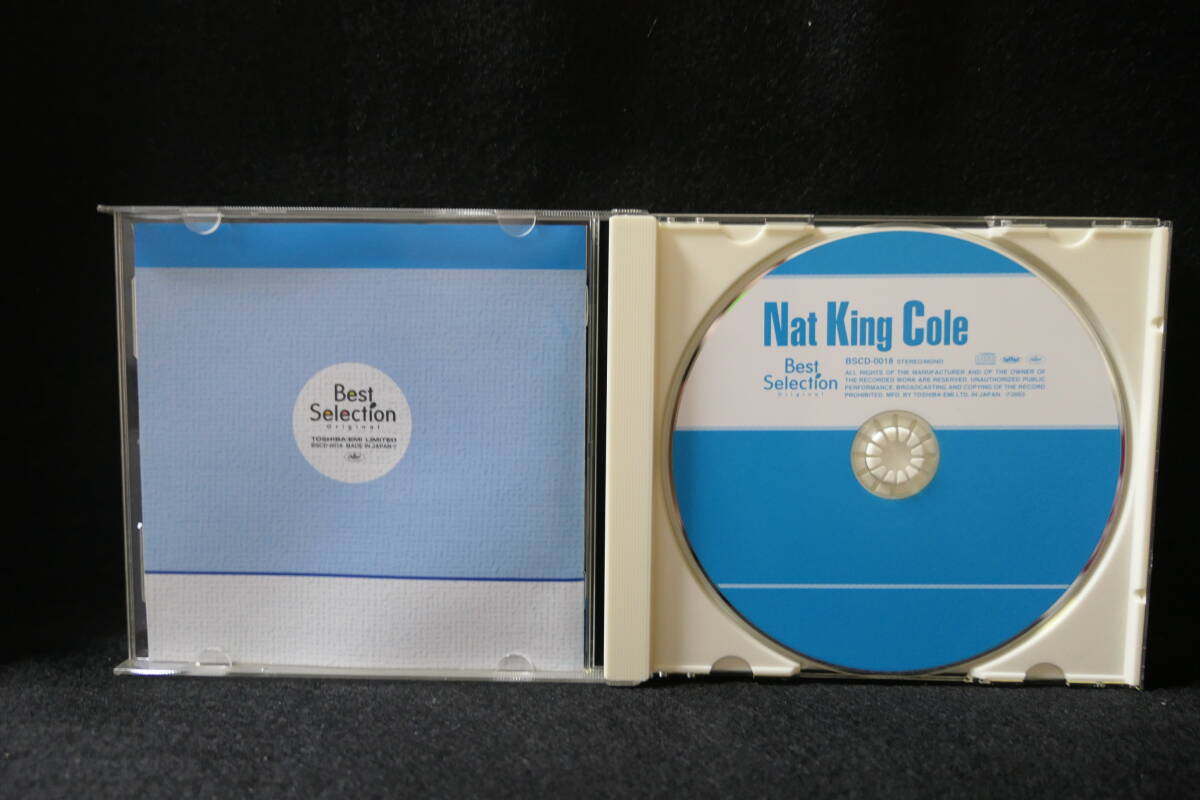 Best
Selection
Original
TOSHIBA-EMI LIMITED
BSCD-0018 MADE IN JAPAN
Nat King Cole
Best
Selection
Original
BSCD-0018 STEREO/MONO
ALL RIGHTS OF THE MANUFACTURER AND OF THE OWNER OF
THE RECORDED WORK ARE RESERVED. UNAUTHORIZED PUBLIC
PERFORMANCE, BROADCASTING AND COPYING OF THE RECORD
PROHIBITED. MFD. BY TOSHIBA-EMI LTD. IN JAPAN.